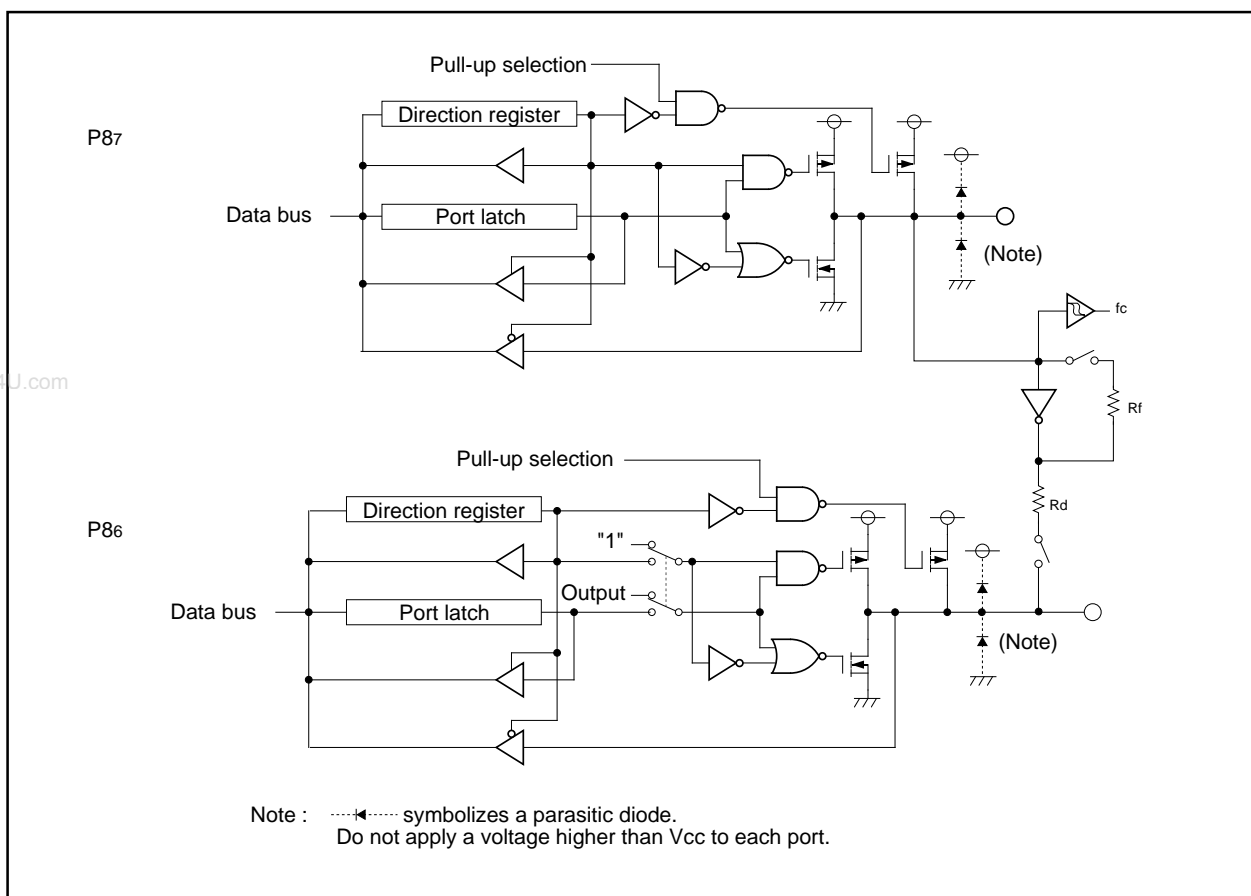 Pull-up selection
Direction register
P87
Data bus
Port latch
(Note)
fc
4U.com
Rf
Pull-up selection
Direction register
Rd
P86
"1"
Output
Data bus
Port latch
(Note)
Note : symbolizes a parasitic diode.
Do not apply a voltage higher than Vcc to each port.